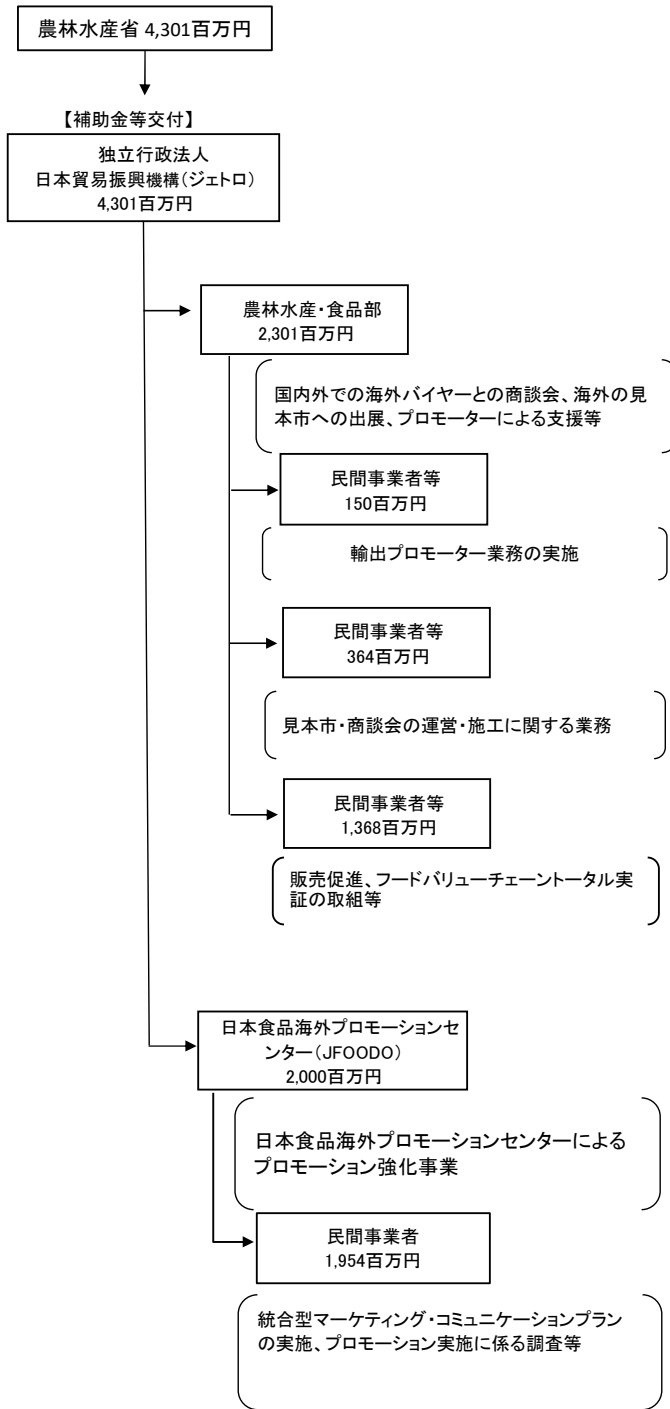 農林水産省 4,301百万円
【補助金等交付】
独立行政法人
日本貿易振興機構(ジェトロ)
4,301百万円
農林水産・食品部
2,301百万円
国内外での海外バイヤーとの商談会、海外の見
本市への出展、プロモーターによる支援等
民間事業者等
150百万円
輸出プロモーター業務の実施
民間事業者等
364百万円
見本市・商談会の運営・施工に関する業務
民間事業者等
1,368百万円
販売促進、フードバリューチェーントータル実
証の取組等
日本食品海外プロモーションセ
ンター(JFOODO)
2,000百万円
日本食品海外プロモーションセンターによる
プロモーション強化事業
民間事業者
1,954百万円
統合型マーケティング・コミュニケーションプラン
の実施、プロモーション実施に係る調査等